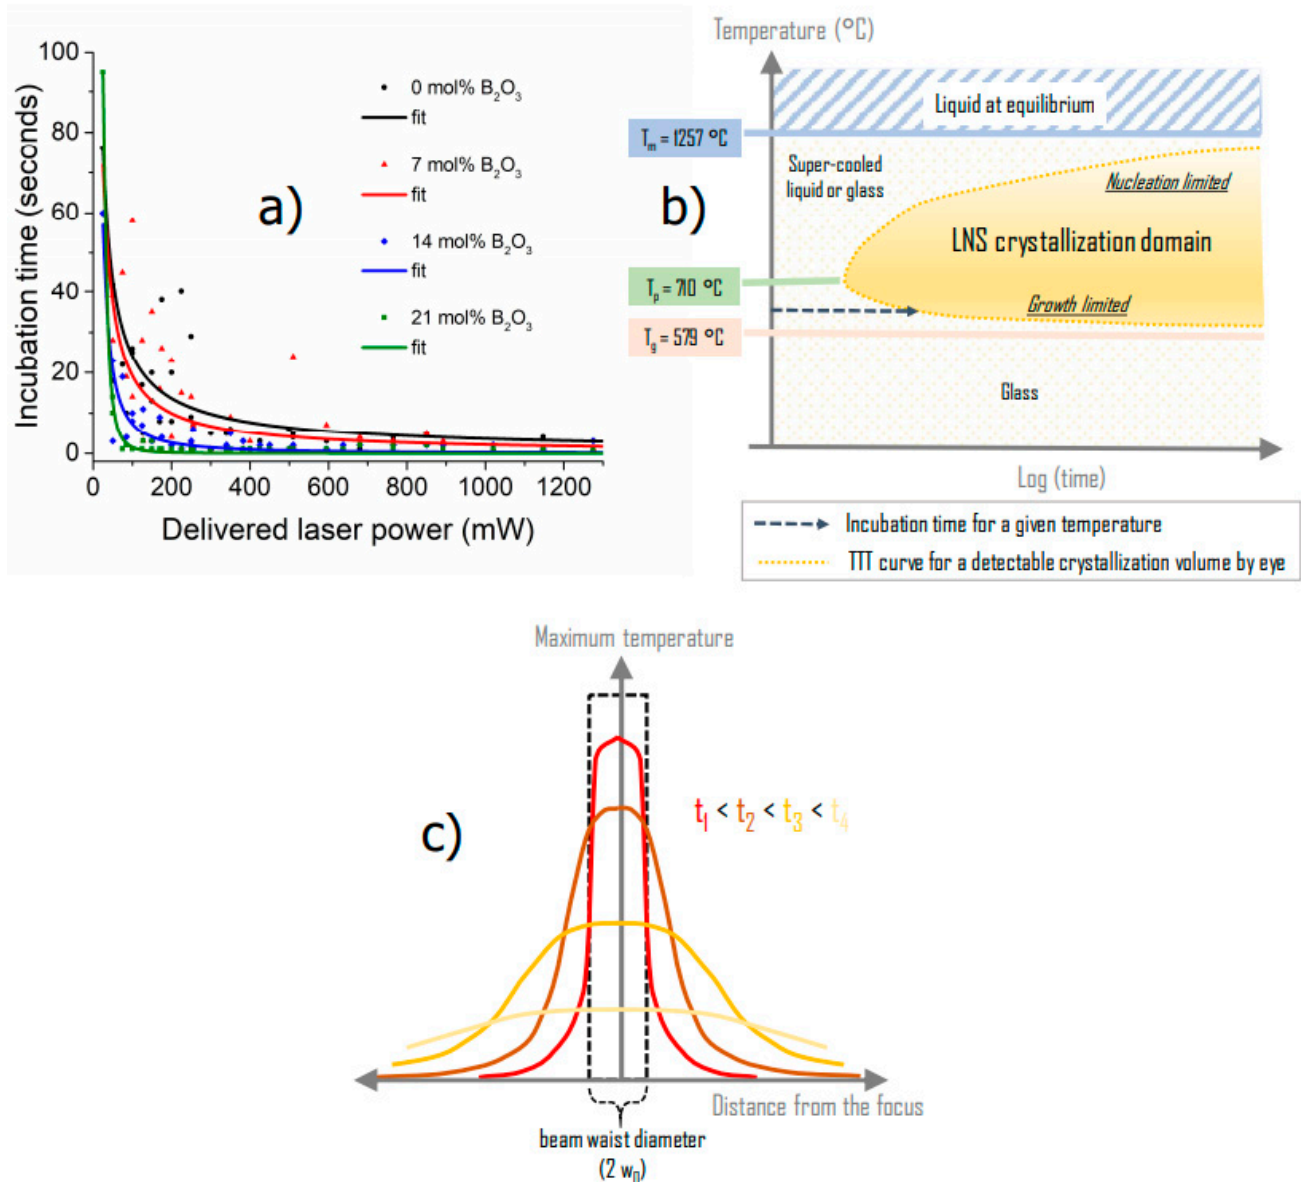 100
80
60
40
20
0
0 200 400 600 800 1000 1200
Incubation time (seconds)
Delivered laser power (mW)
a)
0 mol% B₂O₃
fit
7 mol% B₂O₃
fit
14 mol% B₂O₃
fit
21 mol% B₂O₃
fit
Temperature (°C)
Liquid at equilibrium
Tm = 1257 °C
Super-cooled
liquid or glass
b)
Nucleation limited
LNS crystallization domain
Tp = 710 °C
Growth limited
Tg = 579 °C
Glass
Log (time)
Incubation time for a given temperature
TTT curve for a detectable crystallization volume by eye
Maximum temperature
c)
t₁ < t₂ < t₃ < t₄
Distance from the focus
beam waist diameter
(2 w₀)